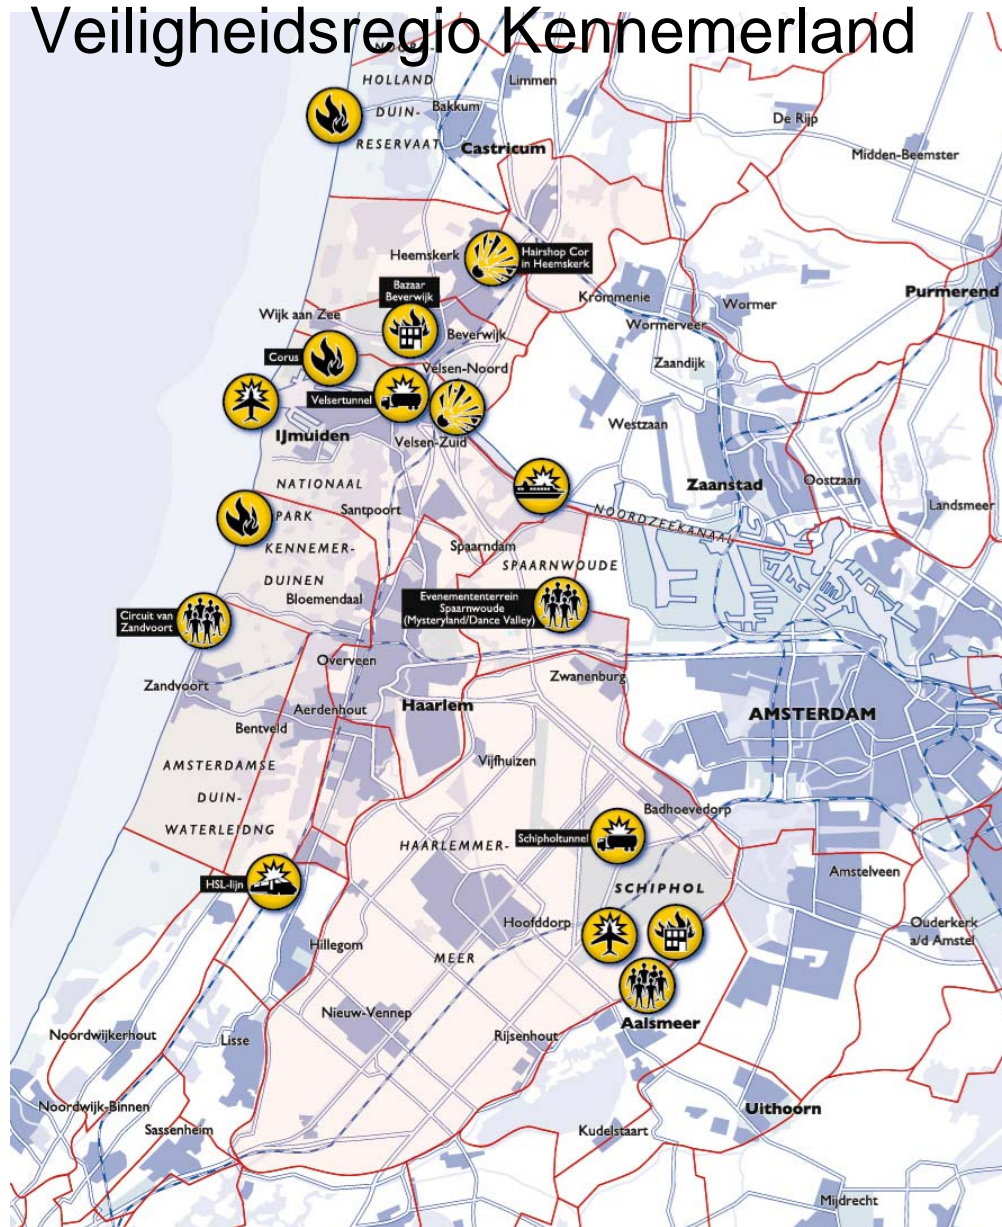 Veiligheidsregio Kennemerland
NOORD-
HOLLAND
DUIN-
RESERVAAT
Limmen
Bakkum
Castricum
De Rijp
Midden-Beemster
Heemskerk
Hairshop Cor
in Heemskerk
Bazaar
Beverwijk
Krommenie
Wormer
Purmerend
Wijk aan Zee
Beverwijk
Wormerveer
Corus
Velsen-Noord
Zaandijk
Velsertunnel
IJmuiden
Velsen-Zuid
Westzaan
NATIONAAL
Zaanstad
Oostzaan
PARK
Santpoort
Landsmeer
NOORDZEEKANAAL
KENNEMER-
Spaarndam
SPAARNWOUDE
DUINEN
Bloemendaal
Evenemententerrein
Spaarnwoude
(Mysteryland/Dance Valley)
Circuit van
Zandvoort
Overveen
Zwanenburg
Zandvoort
Aerdenhout
Haarlem
AMSTERDAM
Bentveld
AMSTERDAMSE
Vijfhuizen
DUIN-
Badhoevedorp
WATERLEIDNG
HAARLEMMER-
Schipholtunnel
Amstelveen
HSL-lijn
SCHIPHOL
Hoofddorp
Ouderkerk
a/d Amstel
Hillegom
MEER
Nieuw-Vennep
Aalsmeer
Noordwijkerhout
Lisse
Rijsenhout
Noordwijk-Binnen
Uithoorn
Sassenheim
Kudelstaart
Mijdrecht